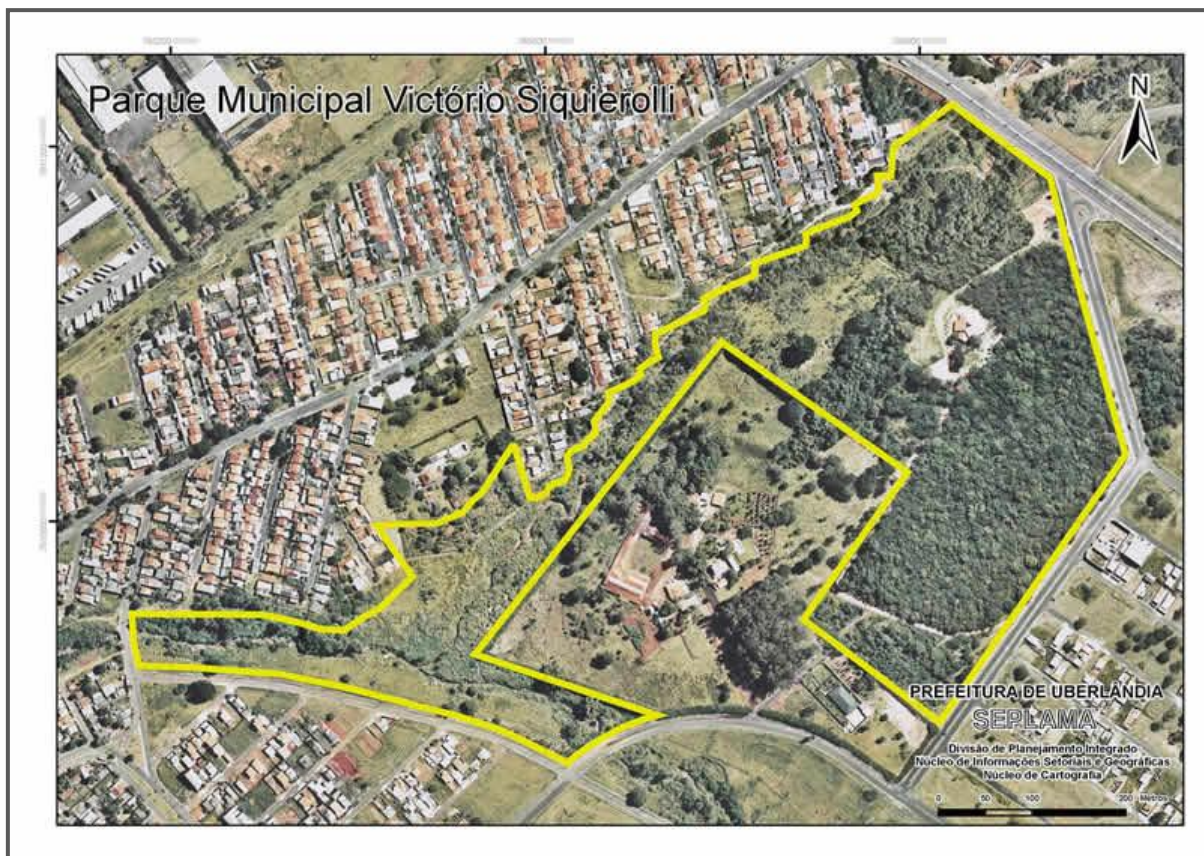 Parque Municipal Victório Siquierolli
N
PREFEITURA DE UBERLÂNDIA
SEPLAMA
Divisão de Planejamento Integrado
Núcleo de Informações Setoriais e Geográficas
Núcleo de Cartografia
0 50 100 200 Metros